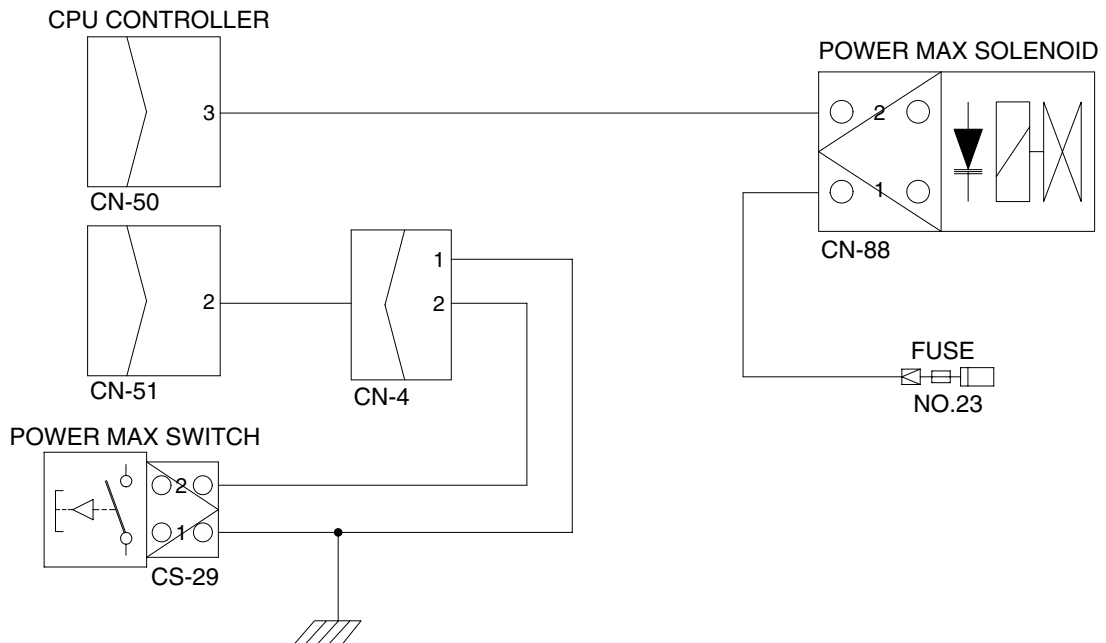 CPU CONTROLLER
3
CN-50
POWER MAX SOLENOID
2
1
CN-88
2
CN-51
1
2
CN-4
FUSE
NO.23
POWER MAX SWITCH
2
1
CS-29